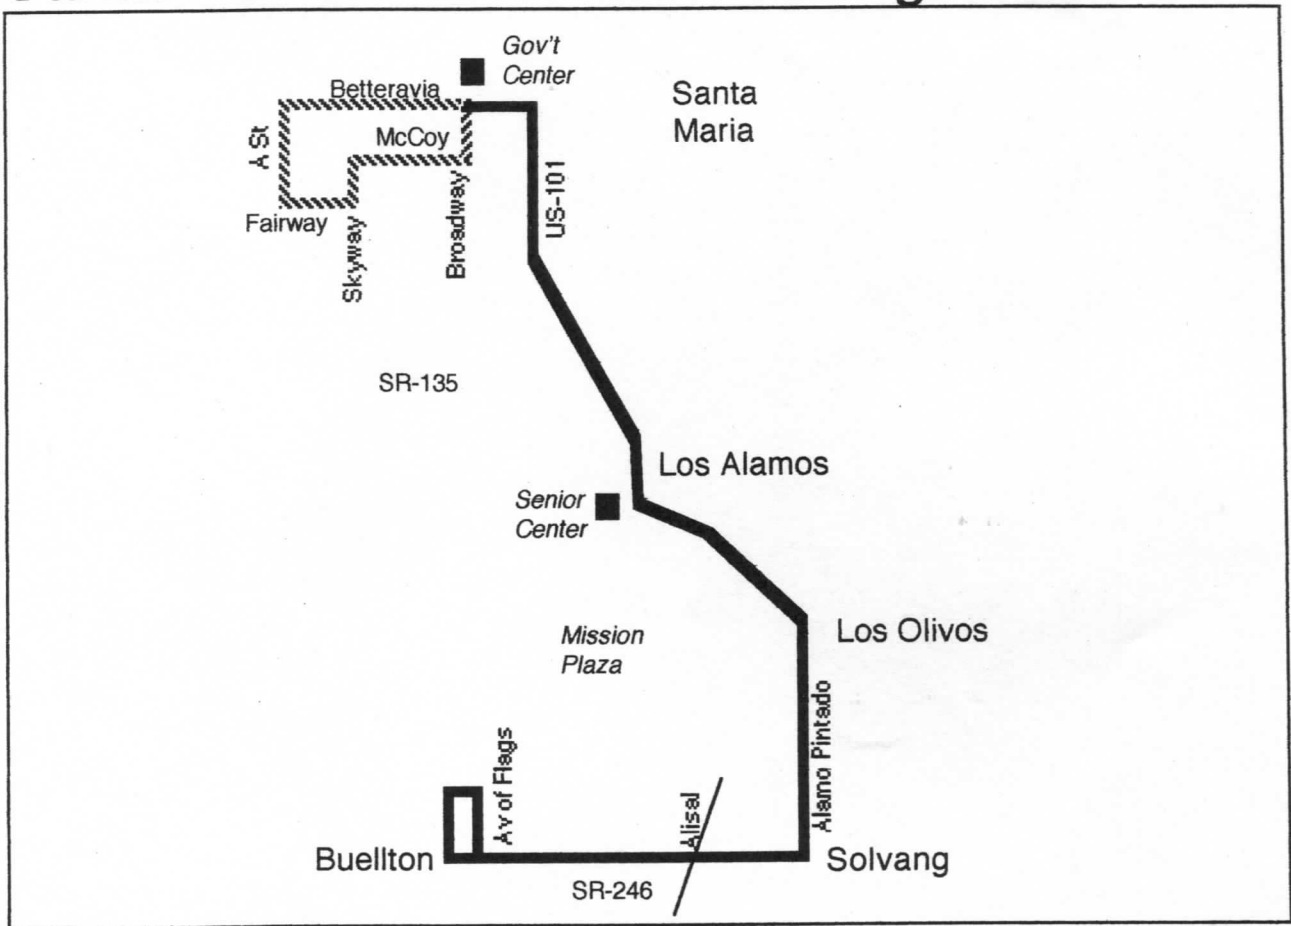 Gov't
Center
Betteravia
Santa
Maria
A St
McCoy
US-101
Fairway
Skyway
Broadway
SR-135
Los Alamos
Senior
Center
Los Olivos
Mission
Plaza
Alamo Pintado
Av of Flags
Alisal
Buellton
Solvang
SR-246